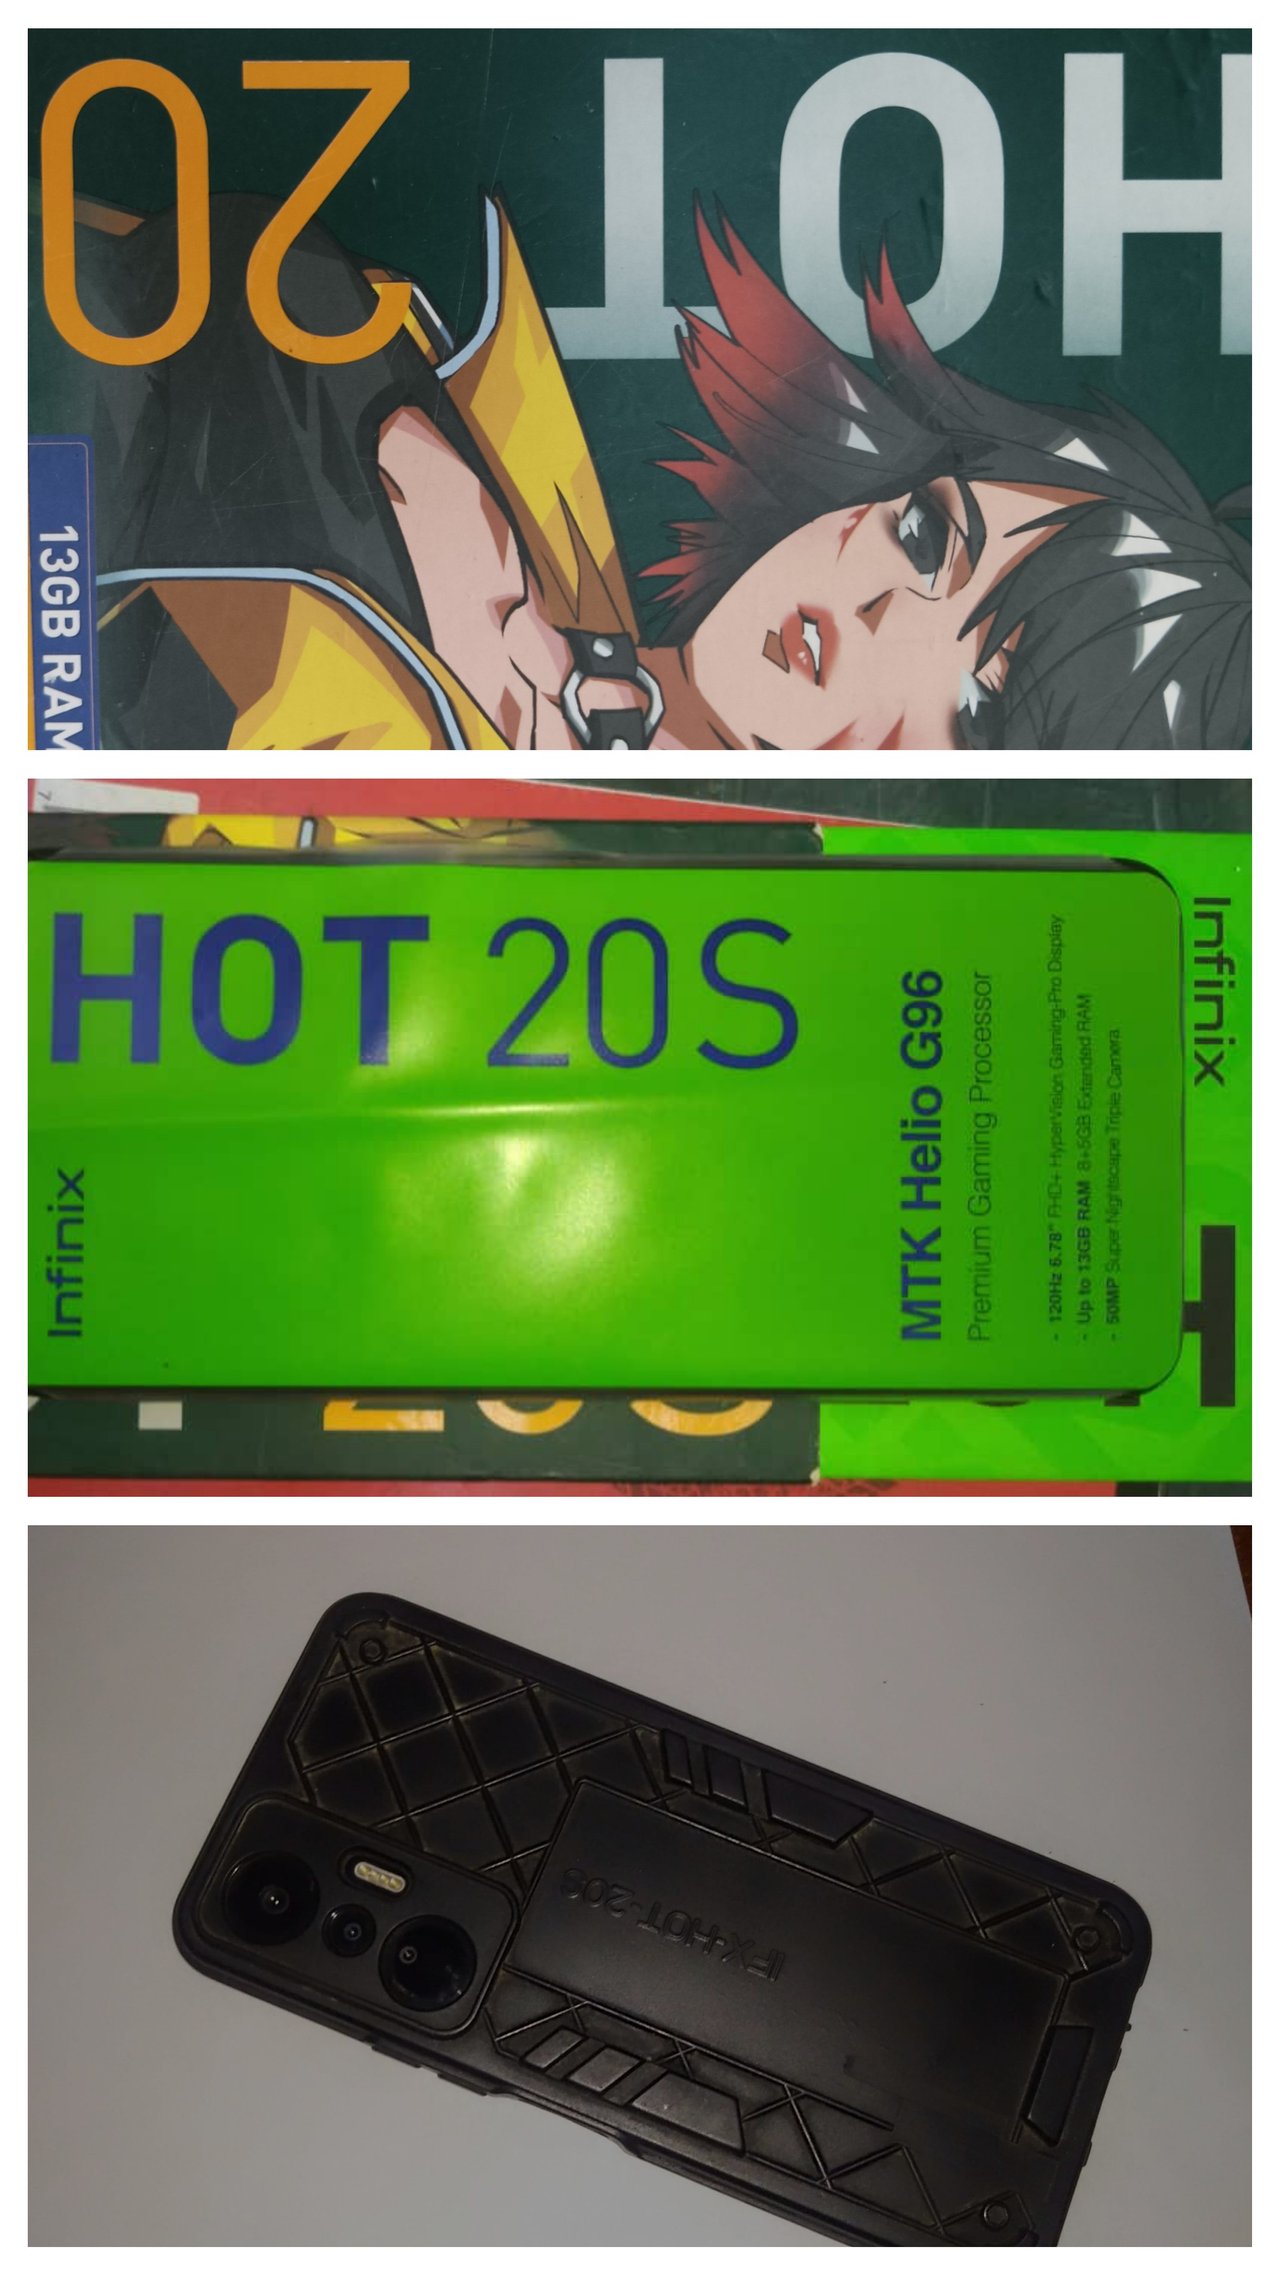 HOT 20
13GB RAM
HOT 20S
Infinix
MTK Helio G96
Premium Gaming Processor
- 120Hz 6.78" FHD+ HyperVision Gaming-Pro Display
- Up to 13GB RAM 8+5GB Extended RAM
- 50MP Super Nightscape Triple Camera
Infinix
T
20S
7
IFX-HOT-20S